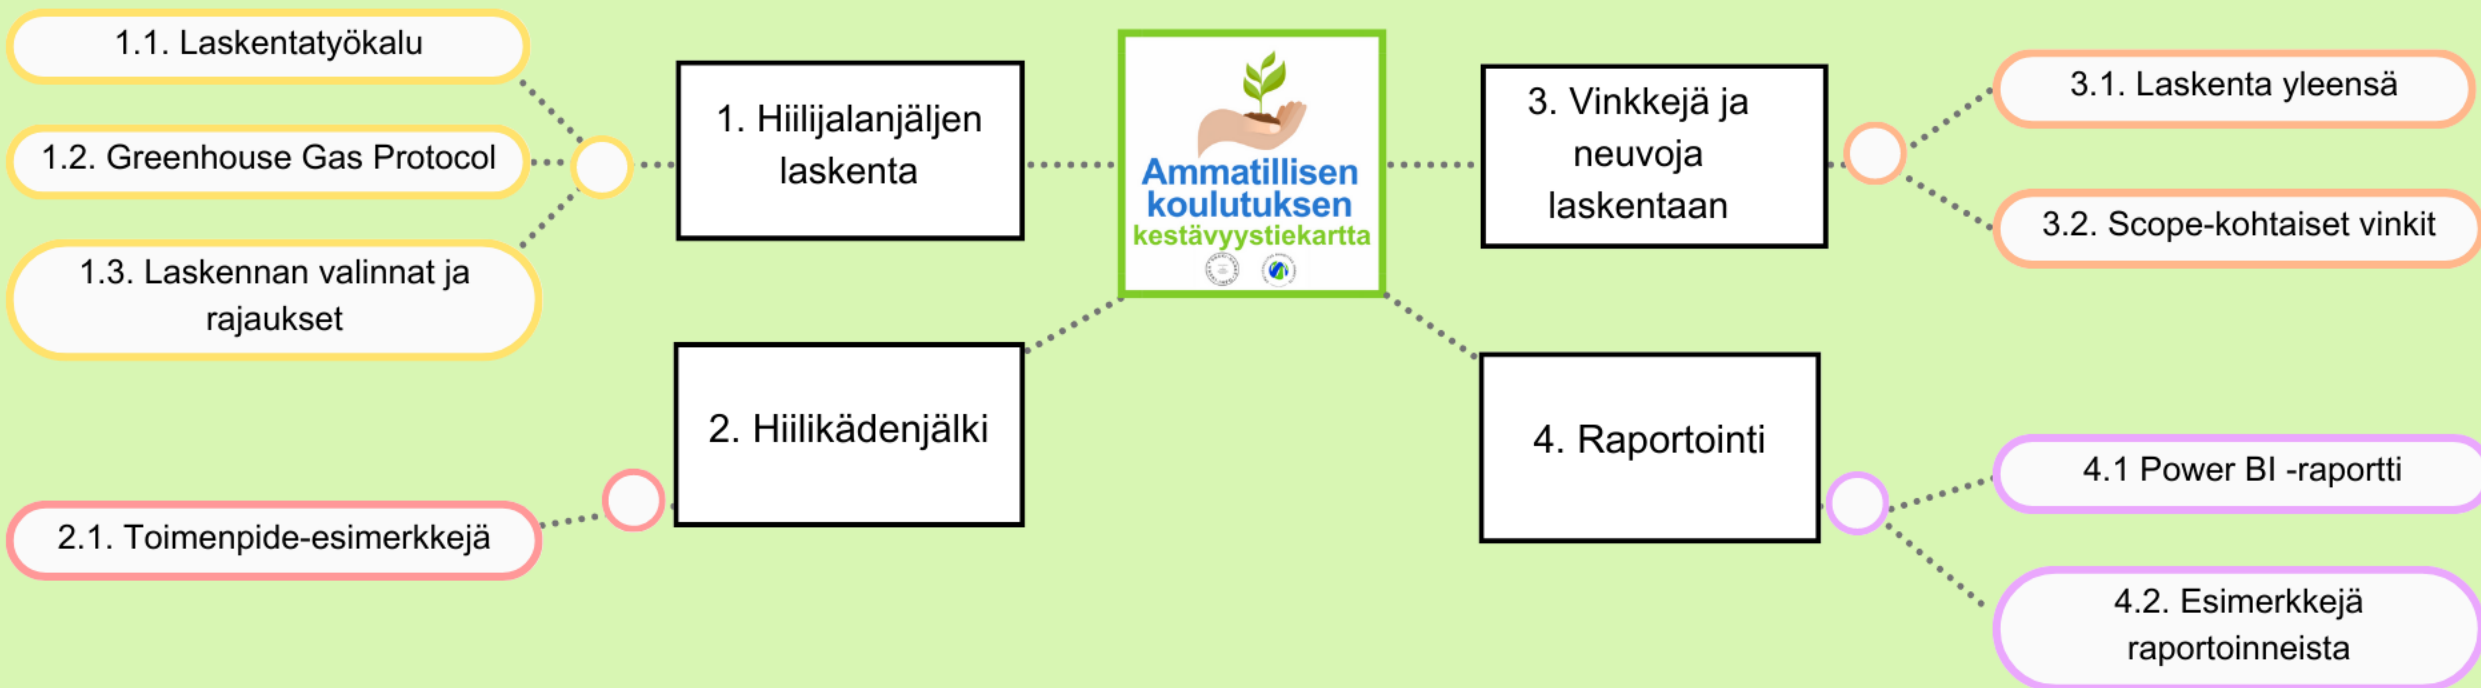 1.1. Laskentatyökalu
1.2. Greenhouse Gas Protocol
1.3. Laskennan valinnat ja
rajaukset
1. Hiilijalanjäljen
laskenta
2. Hiilikädenjälki
2.1. Toimenpide-esimerkkejä
Ammatillisen
koulutuksen
kestävyystiekartta
3. Vinkkejä ja
neuvoja
laskentaan
3.1. Laskenta yleensä
3.2. Scope-kohtaiset vinkit
4. Raportointi
4.1 Power BI -raportti
4.2. Esimerkkejä
raportoinneista